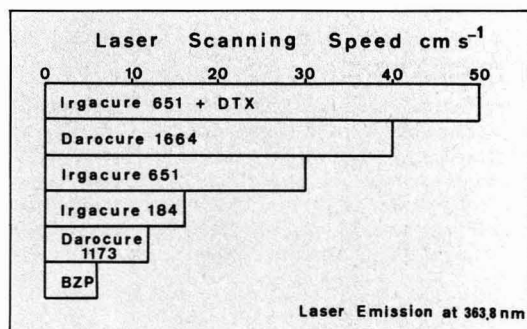 Laser Scanning Speed cm s⁻¹
0 10 20 30 40 50
Irgacure 651 + DTX
Darocure 1664
Irgacure 651
Irgacure 184
Darocure
1173
BZP
Laser Emission at 363,8 nm